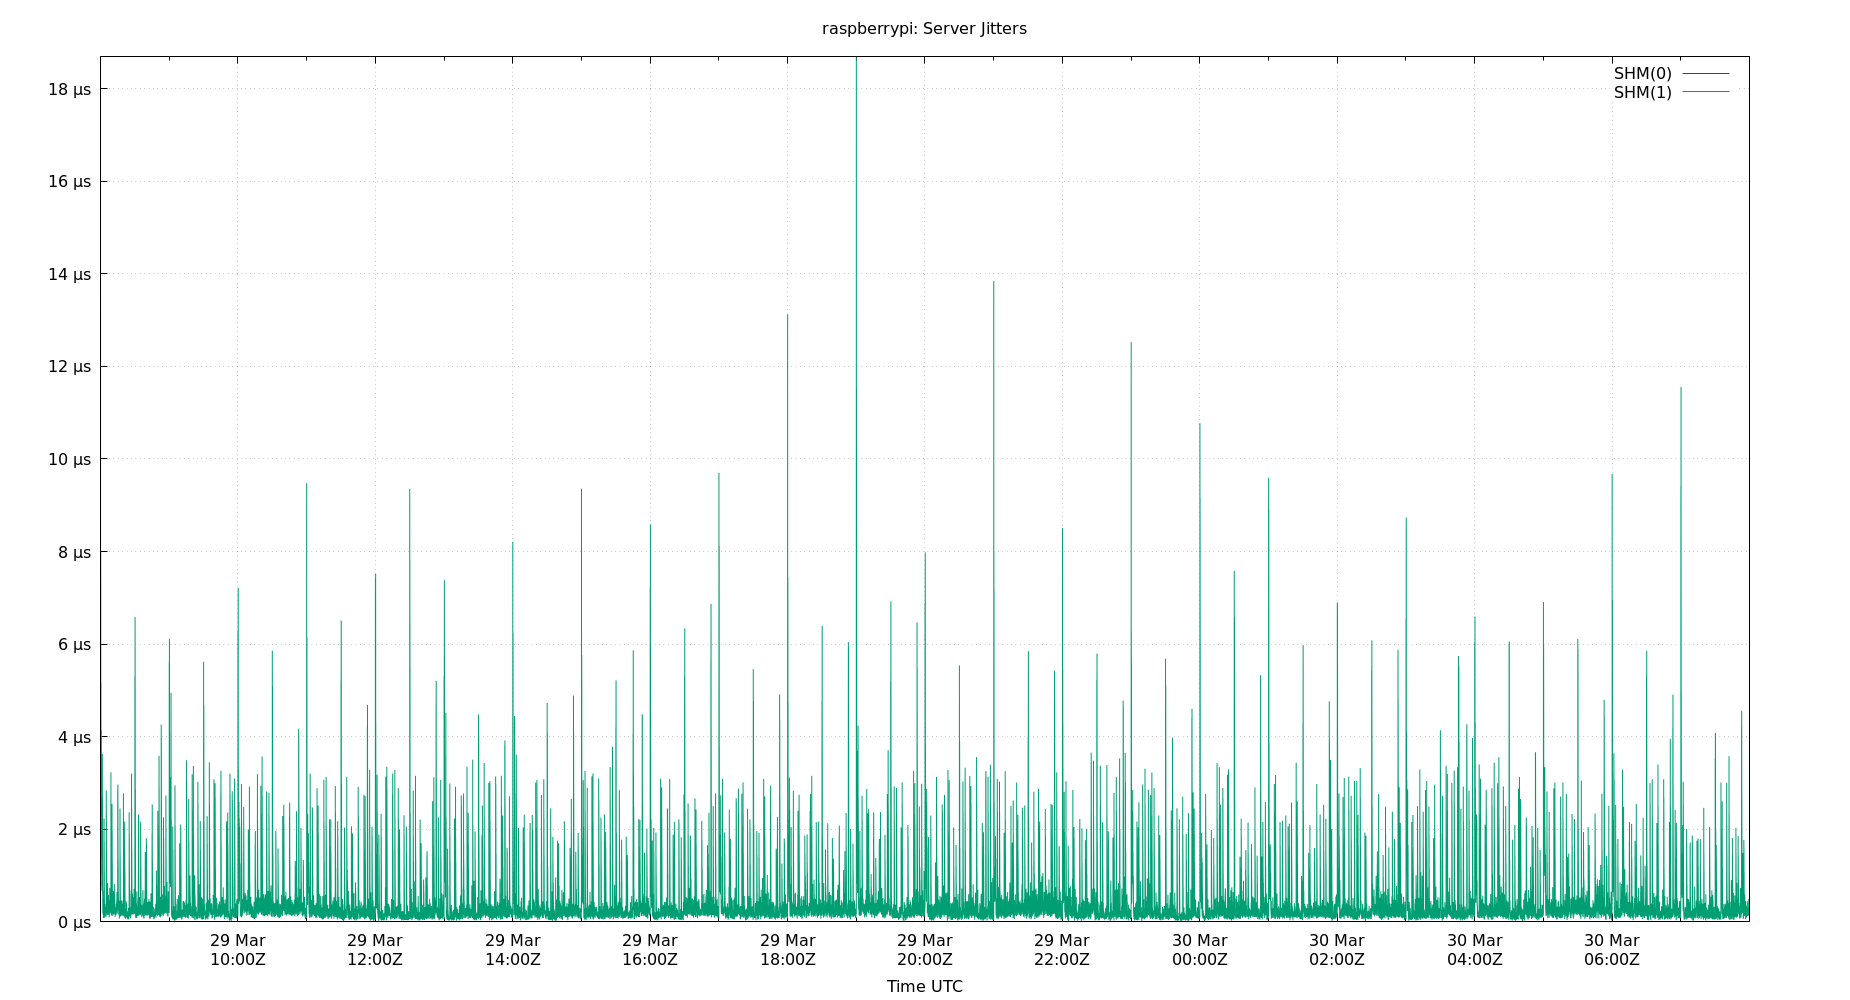 raspberrypi: Server Jitters
SHM(0)
SHM(1)
18 µs
16 µs
14 µs
12 µs
10 µs
8 µs
6 µs
4 µs
2 µs
0 µs
29 Mar 29 Mar 29 Mar 29 Mar 29 Mar 29 Mar 29 Mar 30 Mar 30 Mar 30 Mar 30 Mar
10:00Z 12:00Z 14:00Z 16:00Z 18:00Z 20:00Z 22:00Z 00:00Z 02:00Z 04:00Z 06:00Z
Time UTC